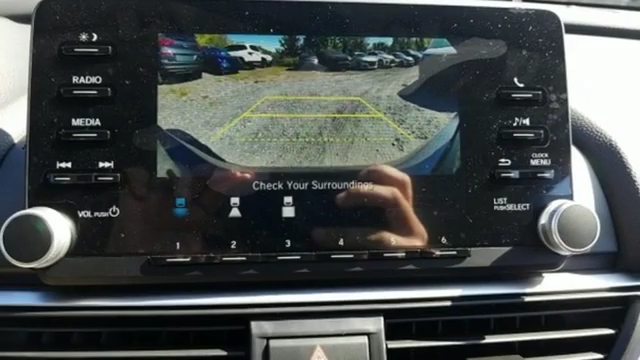 RADIO
MEDIA
VOL PUSH
Check Your Surroundings
1 2 3 4 5 6
CLOCK
MENU
LIST
PUSH SELECT